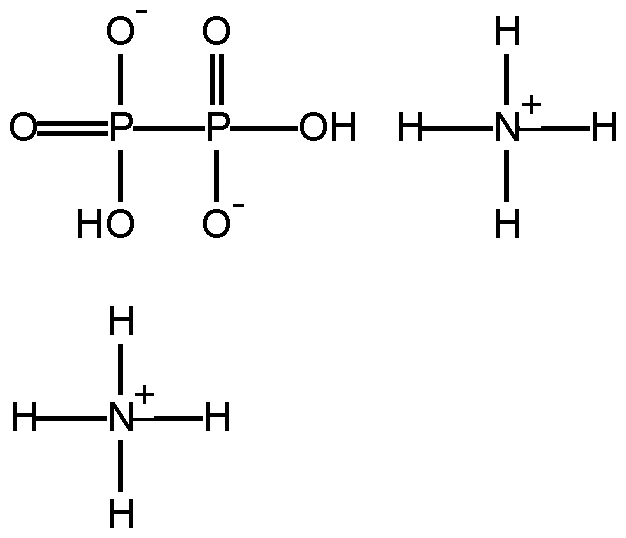 O⁻ O H
O P P OH H N⁺ H
HO O⁻ H
H
H N⁺ H
H